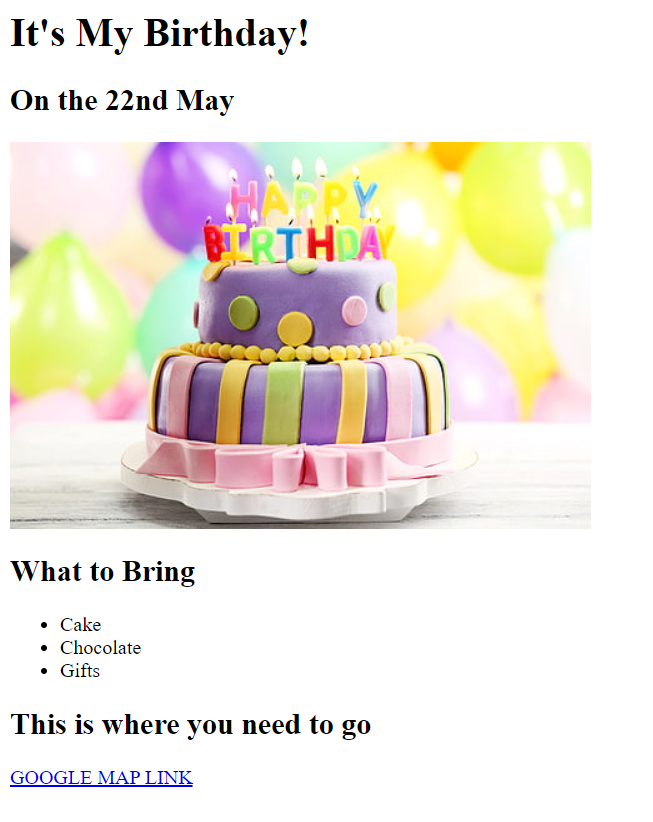 It's My Birthday!
On the 22nd May
HAPPY
BIRTHDAY
What to Bring
Cake
Chocolate
Gifts
This is where you need to go
GOOGLE MAP LINK